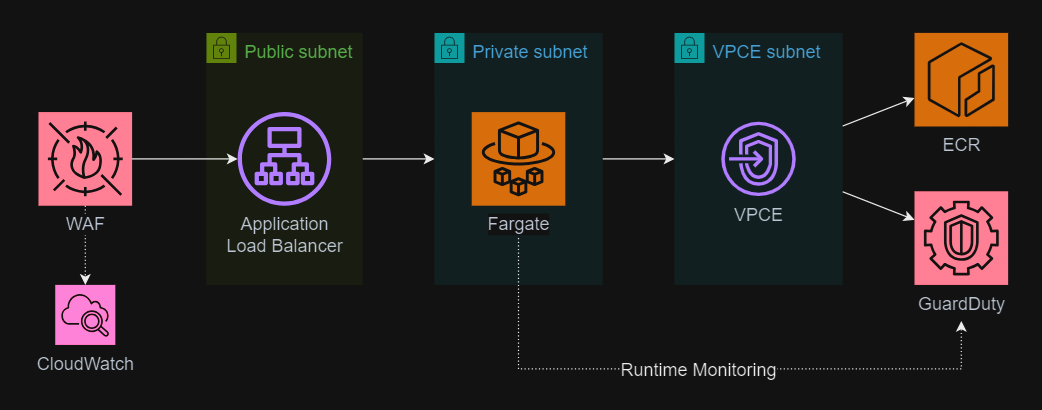 Public subnet
Private subnet
VPCE subnet
ECR
WAF
Application
Load Balancer
Fargate
VPCE
GuardDuty
CloudWatch
Runtime Monitoring